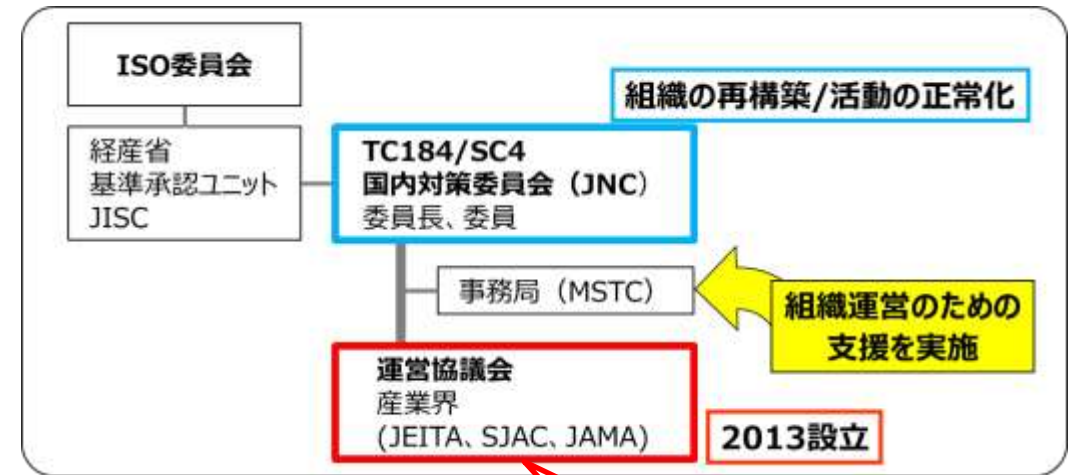 ISO委員会
組織の再構築/活動の正常化
経産省
基準承認ユニット
JISC
TC184/SC4
国内対策委員会（JNC）
委員長、委員
事務局（MSTC）
組織運営のための
支援を実施
運営協議会
産業界
(JEITA、SJAC、JAMA)
2013設立